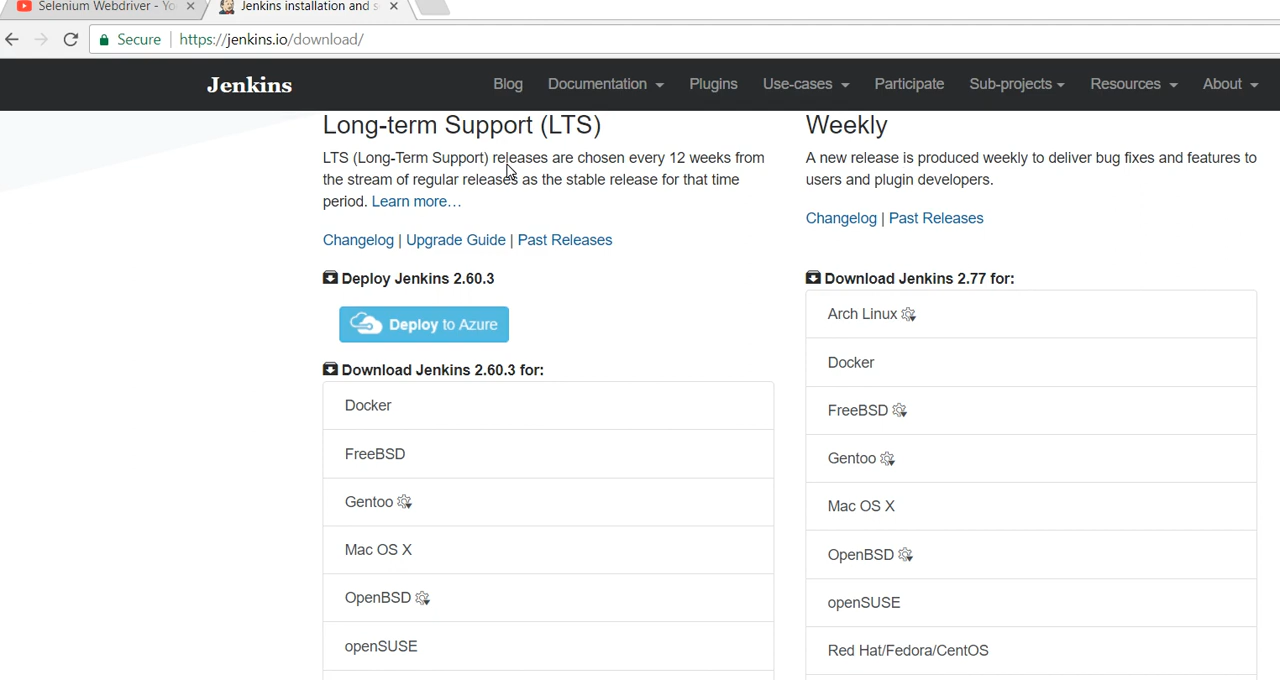 Selenium Webdriver - Yo
Jenkins installation and s
Secure | https://jenkins.io/download/
Jenkins
Blog
Documentation
Plugins
Use-cases
Participate
Sub-projects
Resources
About
Long-term Support (LTS)
LTS (Long-Term Support) releases are chosen every 12 weeks from
the stream of regular releases as the stable release for that time
period. Learn more…
Changelog | Upgrade Guide | Past Releases
Deploy Jenkins 2.60.3
Deploy to Azure
Download Jenkins 2.60.3 for:
Docker
FreeBSD
Gentoo
Mac OS X
OpenBSD
openSUSE
Weekly
A new release is produced weekly to deliver bug fixes and features to
users and plugin developers.
Changelog | Past Releases
Download Jenkins 2.77 for:
Arch Linux
Docker
FreeBSD
Gentoo
Mac OS X
OpenBSD
openSUSE
Red Hat/Fedora/CentOS